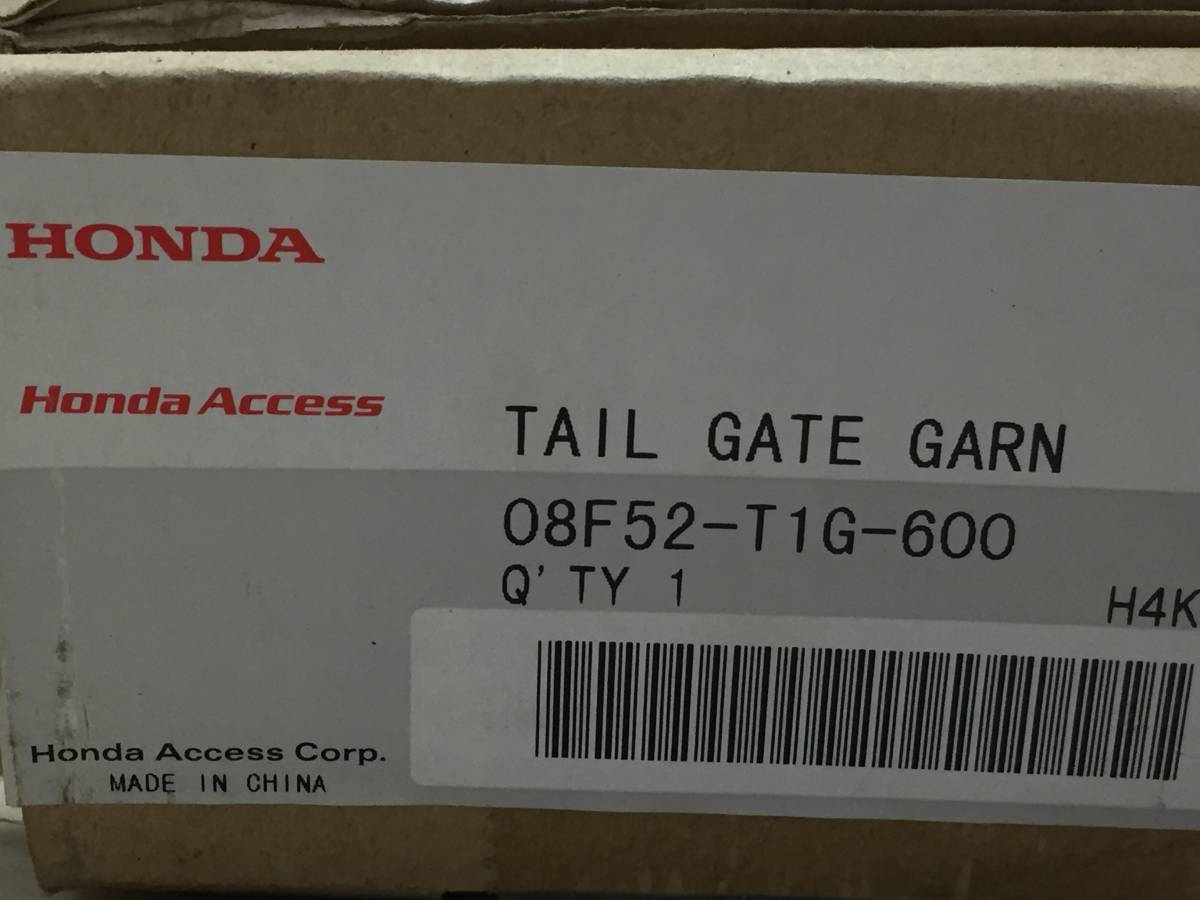 HONDA
Honda Access
TAIL GATE GARN
08F52-T1G-600
Q'TY 1
H4K
Honda Access Corp.
MADE IN CHINA